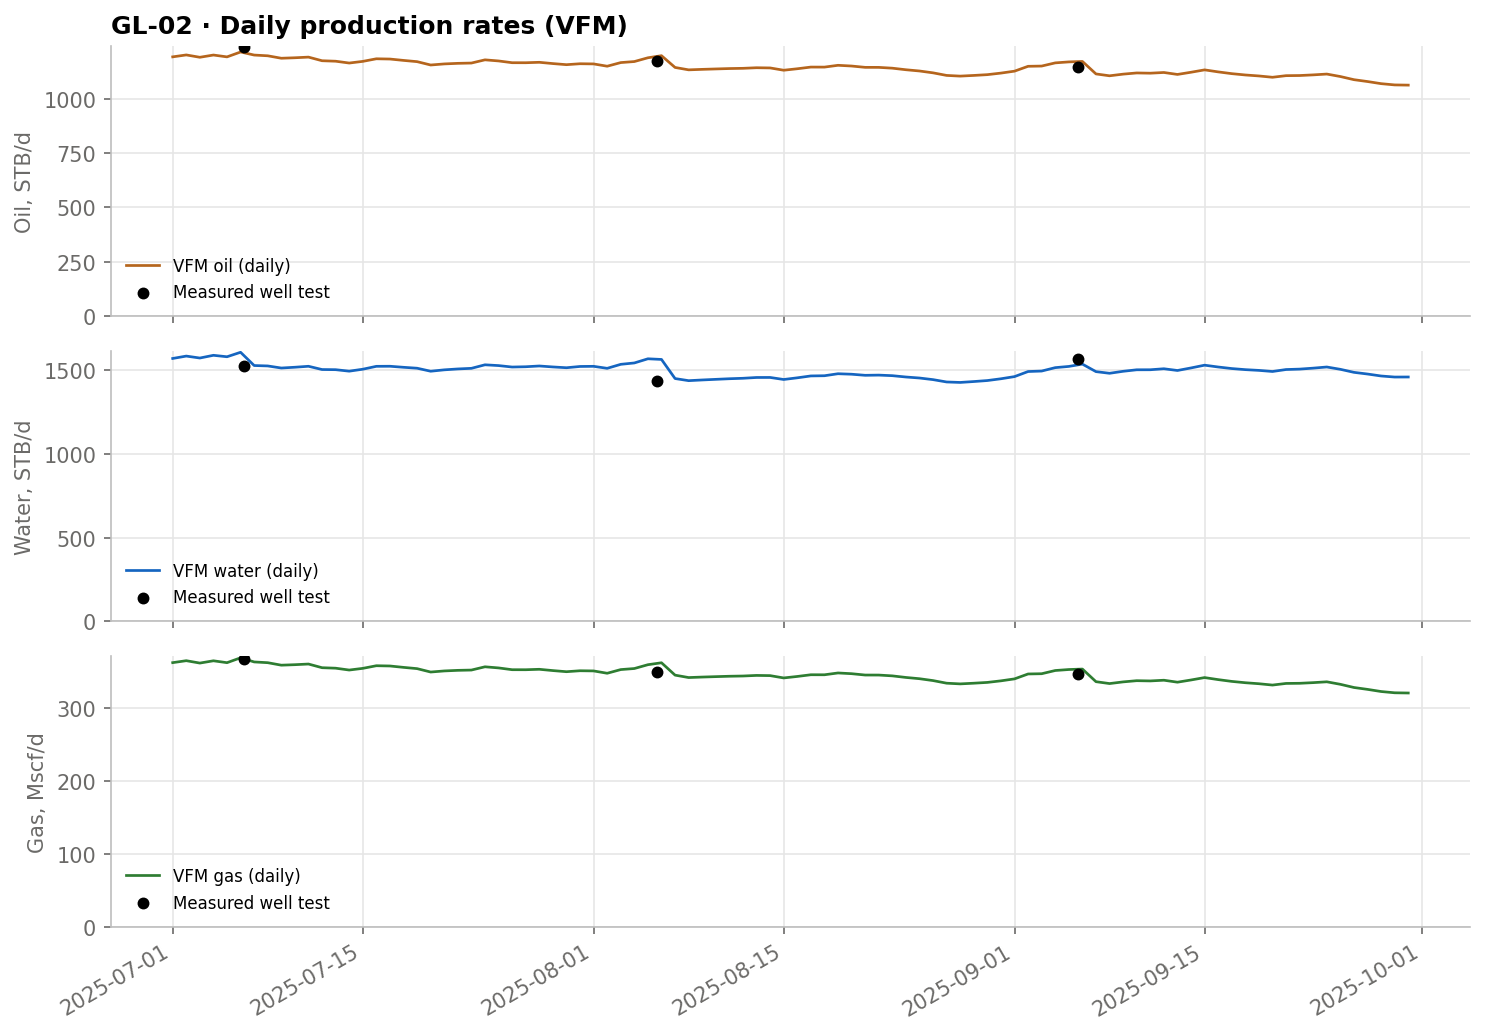 GL-02 · Daily production rates (VFM)
Oil, STB/d
1000
750
500
250
0
VFM oil (daily)
Measured well test
Water, STB/d
1500
1000
500
0
VFM water (daily)
Measured well test
Gas, Mscf/d
300
200
100
0
VFM gas (daily)
Measured well test
2025-07-01
2025-07-15
2025-08-01
2025-08-15
2025-09-01
2025-09-15
2025-10-01